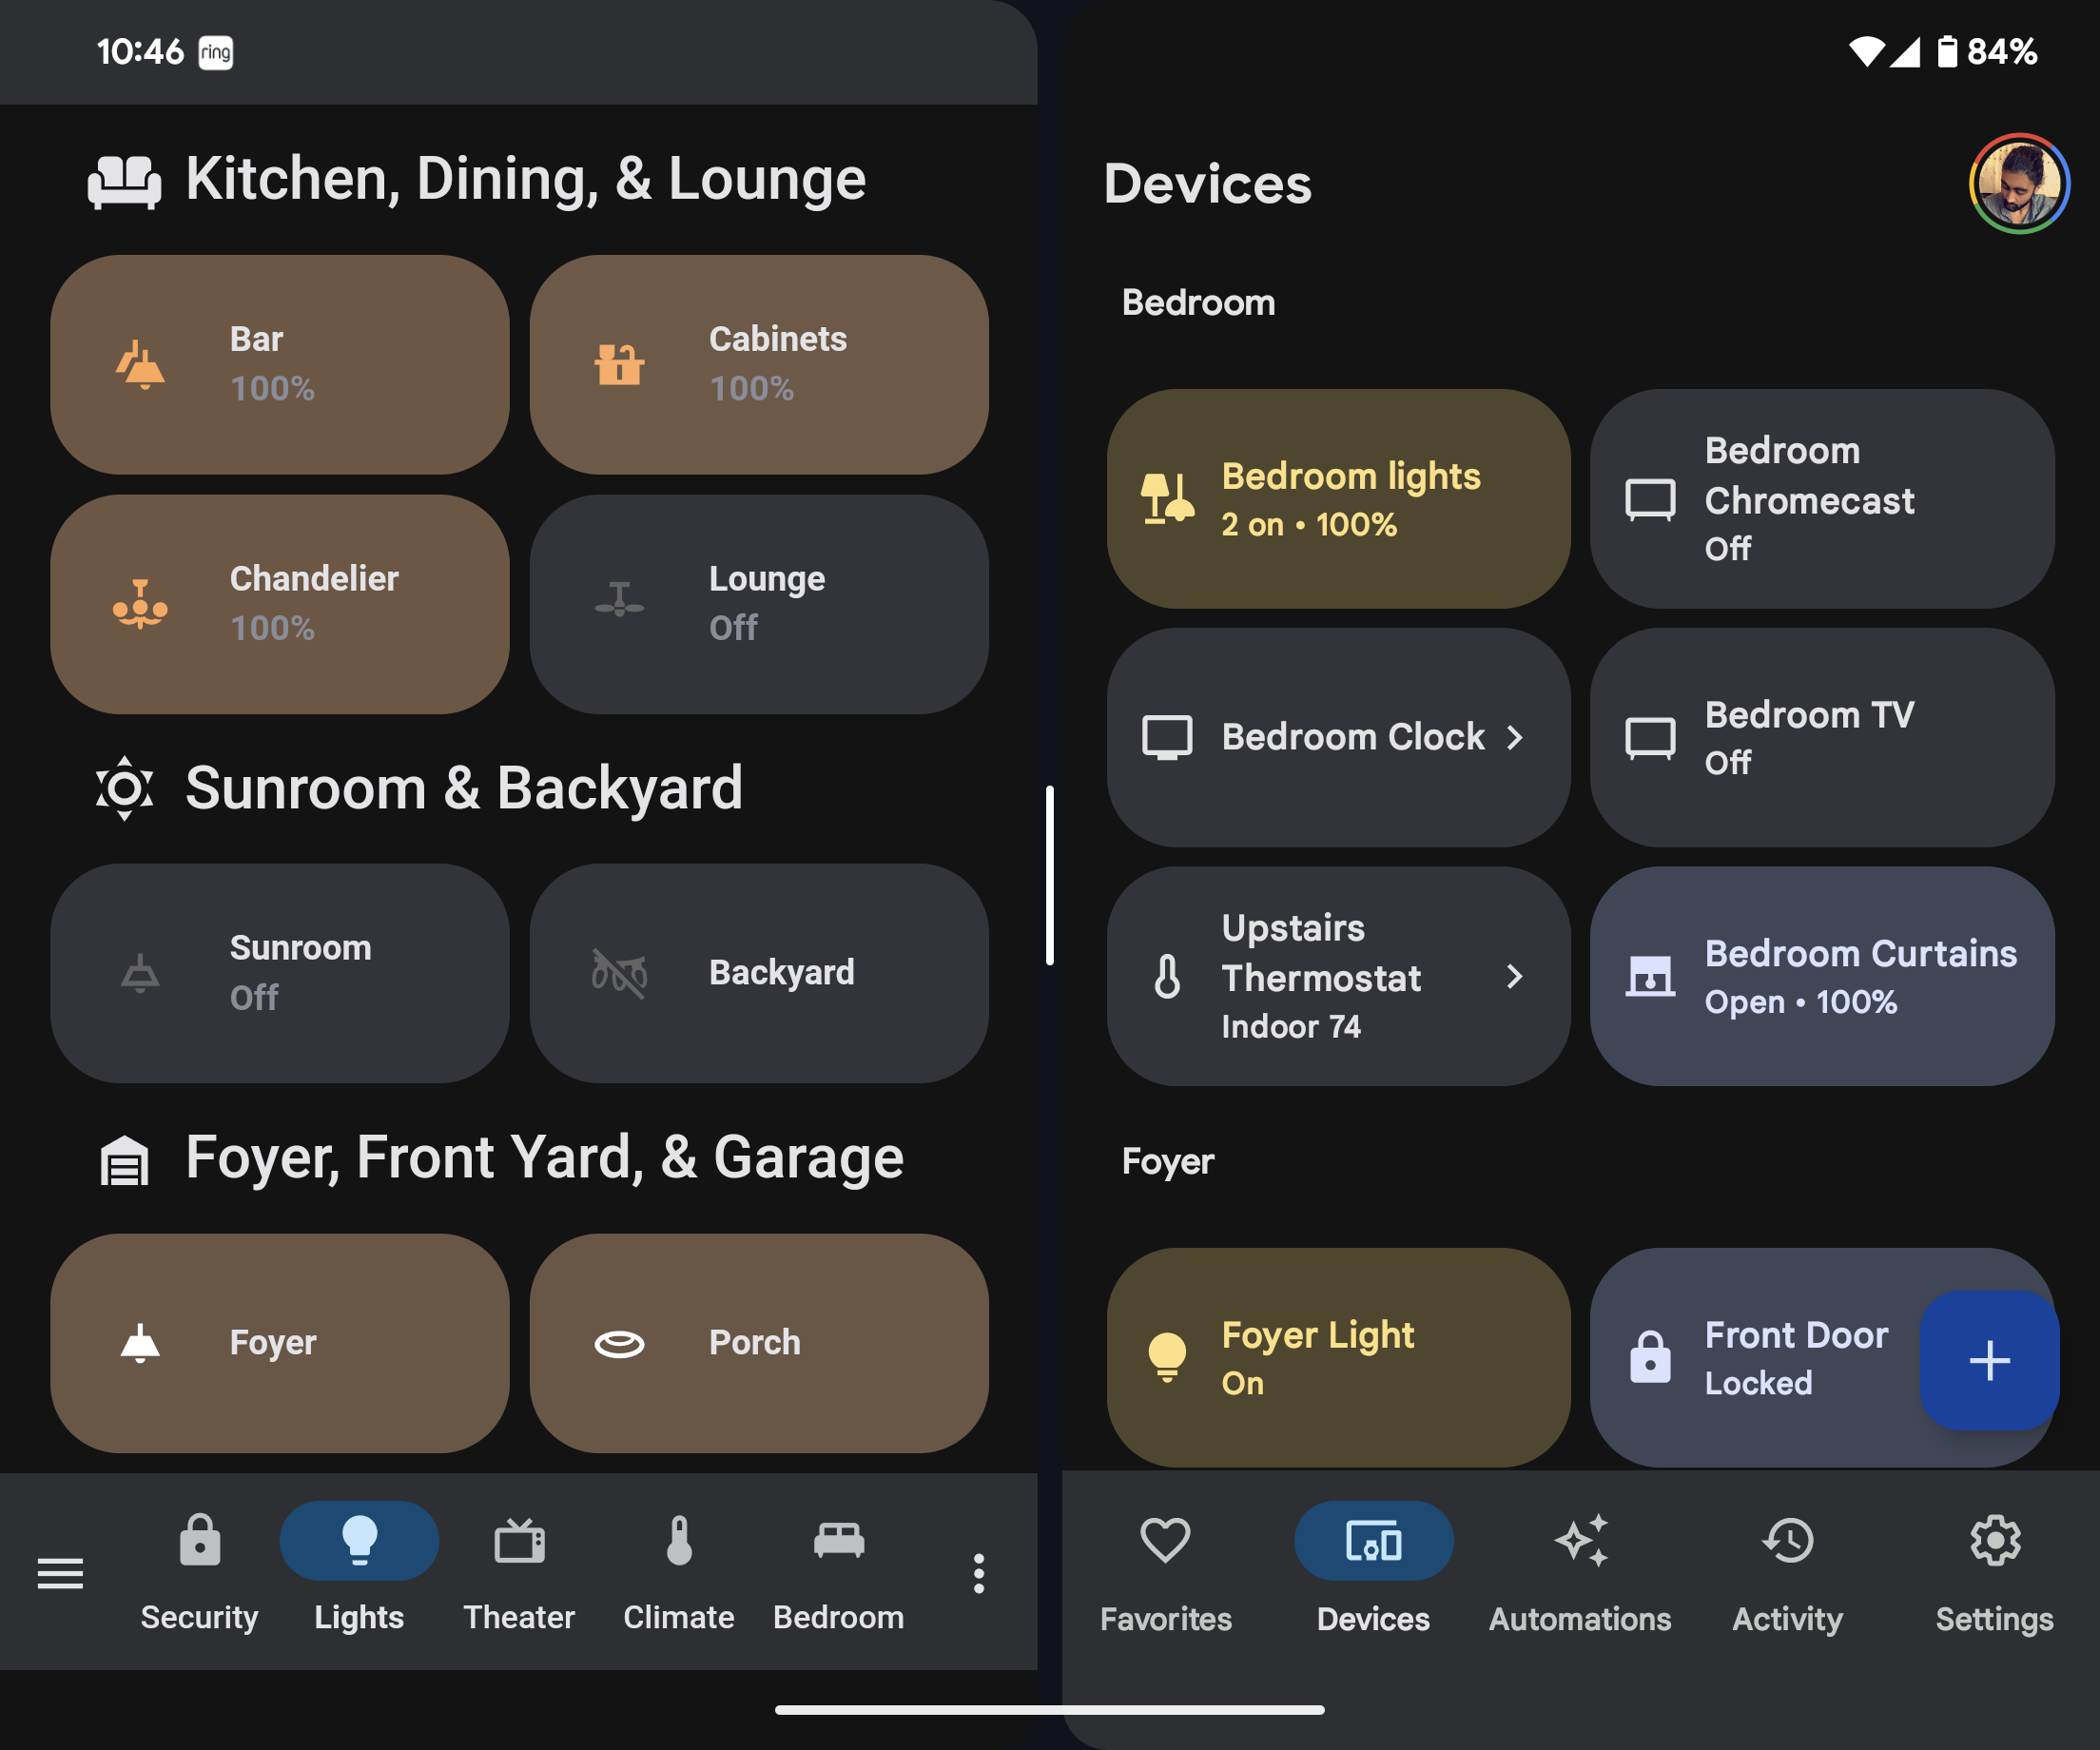 10:46 ring
Kitchen, Dining, & Lounge
Bar
100%
Cabinets
100%
Chandelier
100%
Lounge
Off
Sunroom & Backyard
Sunroom
Off
Backyard
Foyer, Front Yard, & Garage
Foyer
Porch
Security
Lights
Theater
Climate
Bedroom
84%
Devices
Bedroom
Bedroom lights
2 on • 100%
Bedroom
Chromecast
Off
Bedroom Clock
Bedroom TV
Off
Upstairs
Thermostat
Indoor 74
Bedroom Curtains
Open • 100%
Foyer
Foyer Light
On
Front Door
Locked
Favorites
Devices
Automations
Activity
Settings